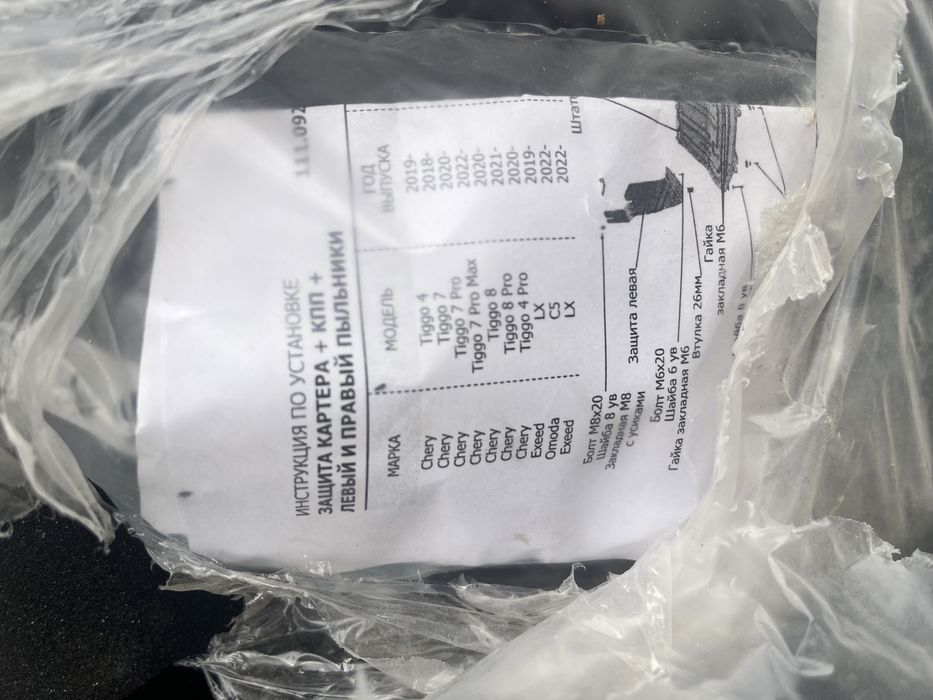 ИНСТРУКЦИЯ ПО УСТАНОВКЕ 111.092
ЗАЩИТА КАРТЕРА + КПП +
ЛЕВЫЙ И ПРАВЫЙ ПЫЛЬНИКИ
МАРКА МОДЕЛЬ ГОД ВЫПУСКА
Chery Tiggo 4 2019-
Chery Tiggo 7 2018-
Chery Tiggo 7 Pro 2020-
Chery Tiggo 7 Pro Max 2022-
Chery Tiggo 8 2020-
Chery Tiggo 8 Pro 2021-
Chery Tiggo 4 Pro 2020-
Exeed LX 2019-
Omoda C5 2022-
Exeed LX 2022-
Штат
Болт М8х20
Шайба 8 ув
Закладная М8
с усиками
Защита левая
Болт М6х20
Шайба 6 ув
Гайка закладная М6
Втулка 26мм
Гайка
закладная М6
8 ув